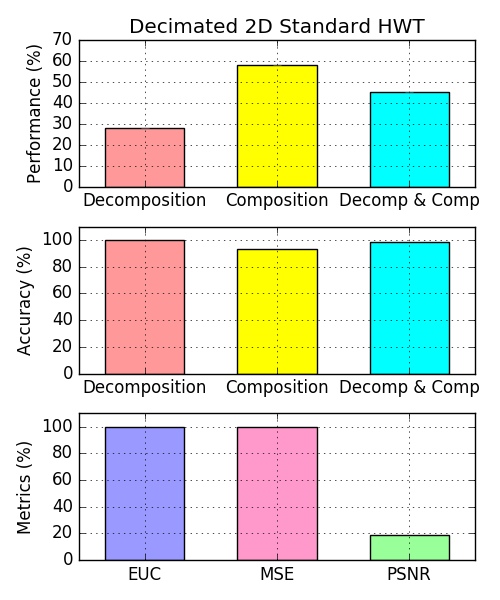 Decimated 2D Standard HWT
Performance (%)
70
60
50
40
30
20
10
0
Decomposition Composition Decomp & Comp
Accuracy (%)
100
80
60
40
20
0
Decomposition Composition Decomp & Comp
Metrics (%)
100
80
60
40
20
0
EUC MSE PSNR